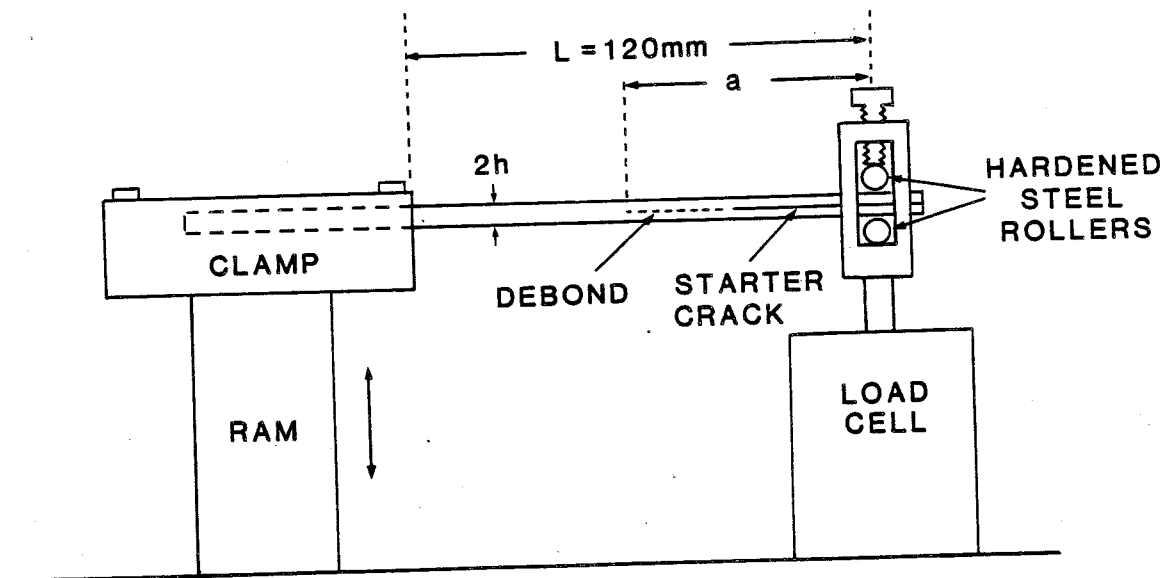 L = 120mm
a
2h
HARDENED
STEEL
ROLLERS
CLAMP
DEBOND
STARTER
CRACK
RAM
LOAD
CELL